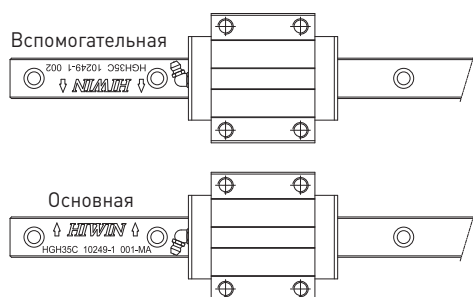 Вспомогательная
HGH35C 10249-1 002
⇧ HIWIN ⇧
Основная
⇧ HIWIN ⇧
HGH35C 10249-1 001-MA